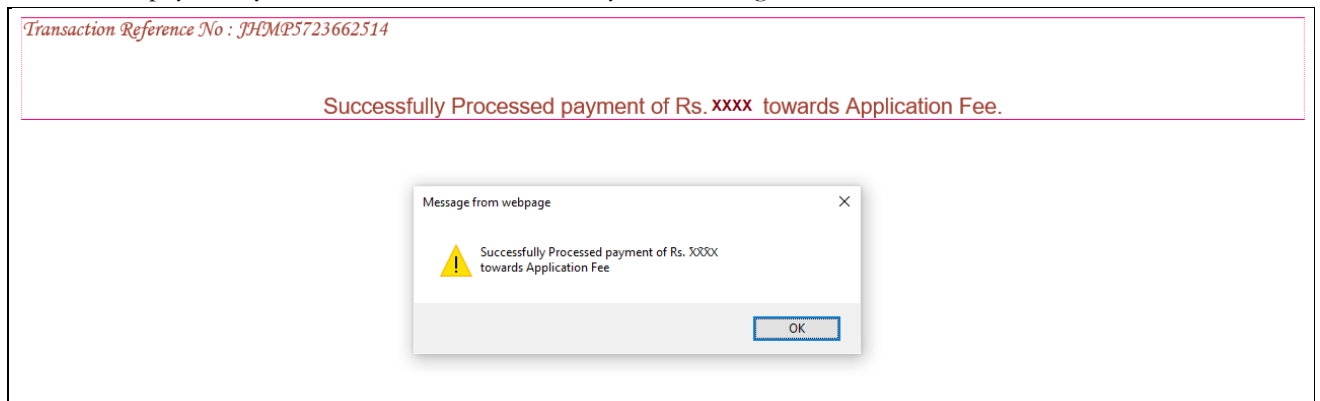 Transaction Reference No : JHMP5723662514
Successfully Processed payment of Rs. xxxx towards Application Fee.
Message from webpage
Successfully Processed payment of Rs. XXXX
towards Application Fee
OK